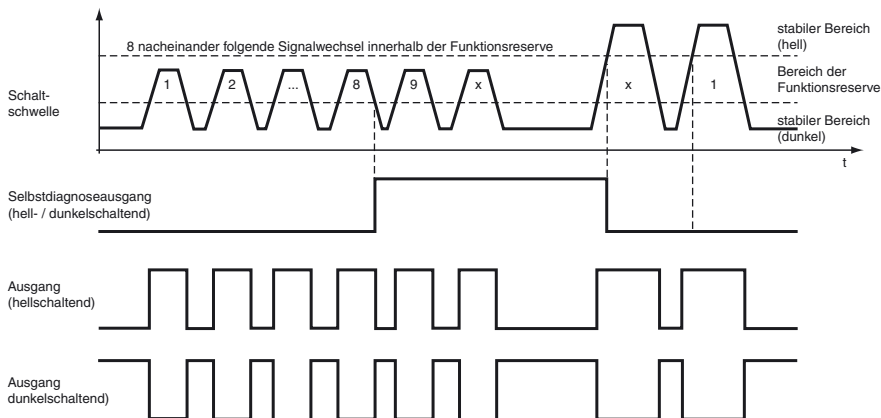 8 nacheinander folgende Signalwechsel innerhalb der Funktionsreserve
stabiler Bereich
(hell)
Bereich der
Funktionsreserve
stabiler Bereich
(dunkel)
Schalt-
schwelle
1 2 ... 8 9 x x 1
t
Selbstdiagnoseausgang
(hell- / dunkelschaltend)
Ausgang
(hellschaltend)
Ausgang
dunkelschaltend)